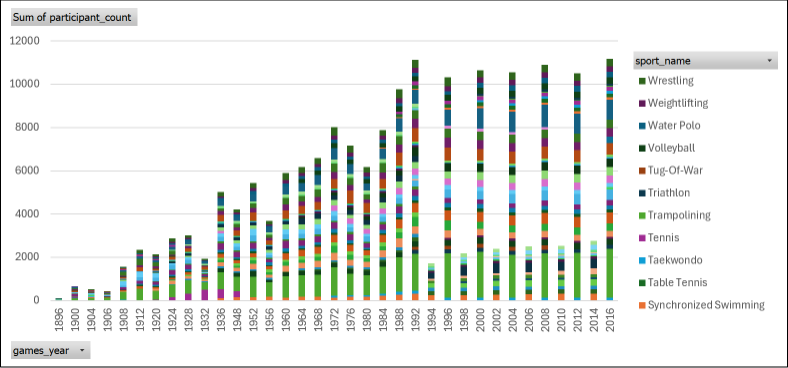 Sum of participant_count
12000
10000
8000
6000
4000
2000
0
1896 1900 1904 1906 1908 1912 1920 1924 1928 1932 1936 1948 1952 1956 1960 1964 1968 1972 1976 1980 1984 1988 1992 1994 1996 1998 2000 2002 2004 2006 2008 2010 2012 2014 2016
sport_name
Wrestling
Weightlifting
Water Polo
Volleyball
Tug-Of-War
Triathlon
Trampolining
Tennis
Taekwondo
Table Tennis
Synchronized Swimming
games_year